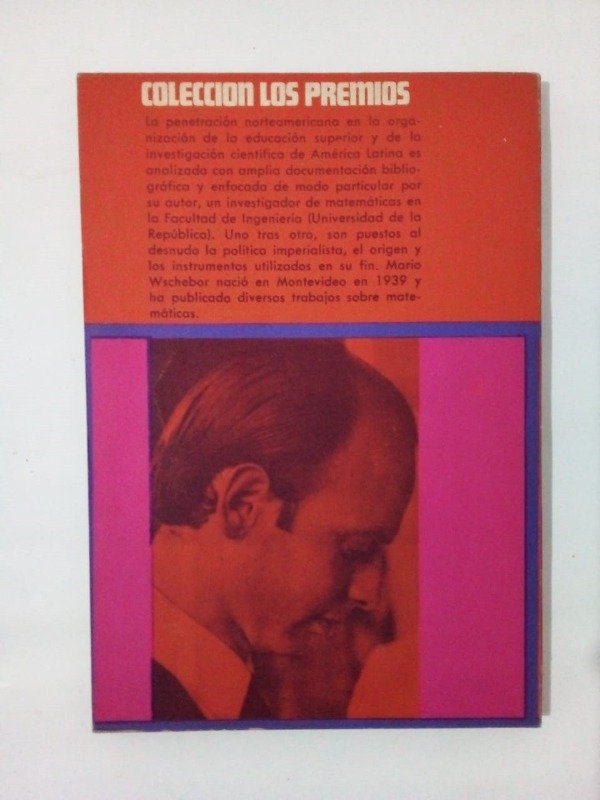 COLECCION LOS PREMIOS
La penetración norteamericana en la orga-
nización de la educación superior y de la
investigación científica de América Latina es
analizada con amplia documentación biblio-
gráfica y enfocada de modo particular por
su autor, un investigador de matemáticas en
la Facultad de Ingeniería (Universidad de la
República). Uno tras otro, son puestos al
desnudo la política imperialista, el origen y
los instrumentos utilizados en su fin. Mario
Wschebor nació en Montevideo en 1939 y
ha publicado diversos trabajos sobre mate-
máticas.